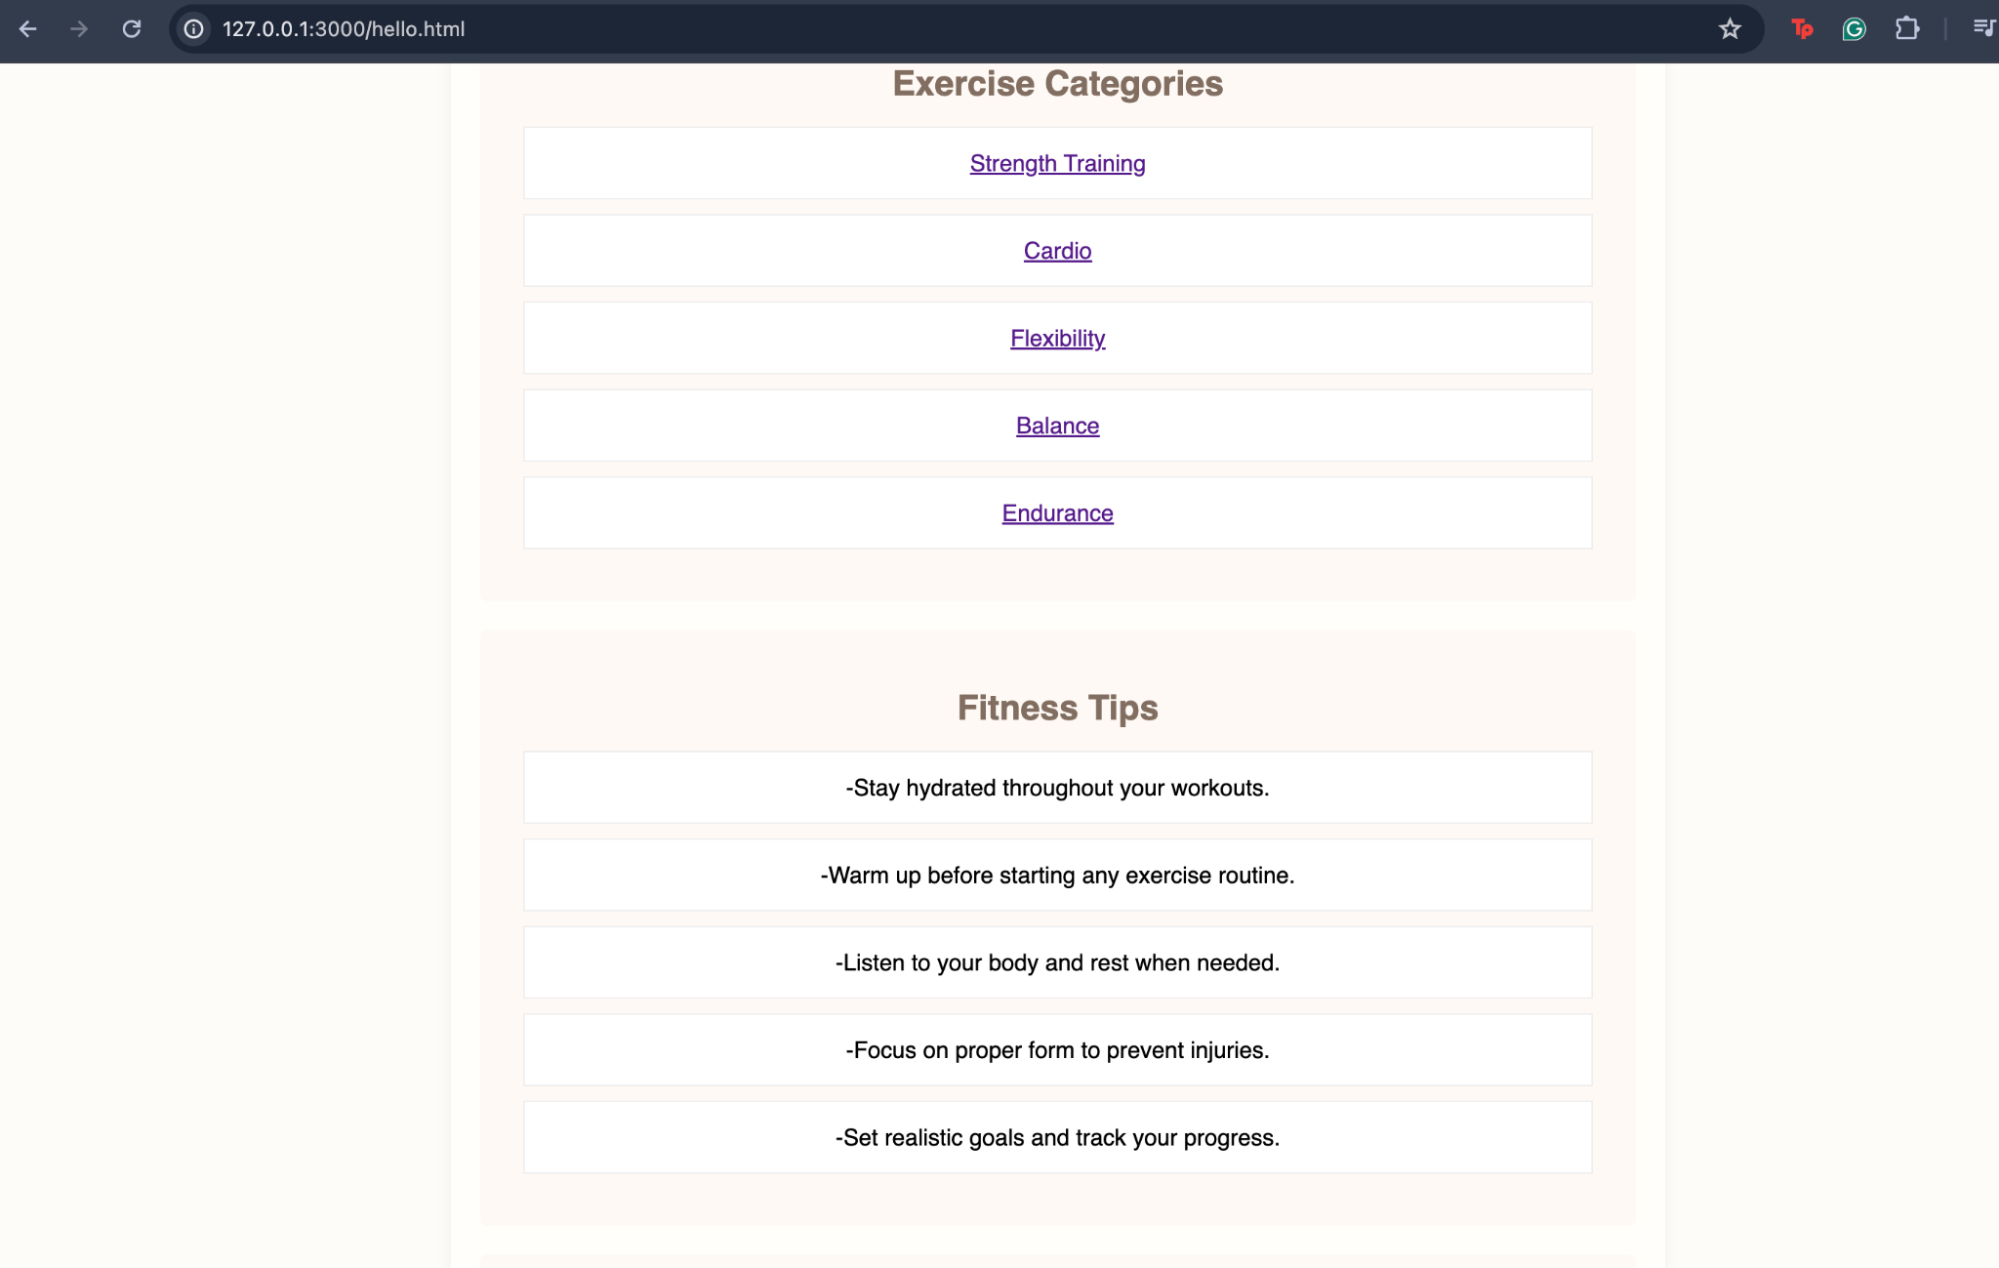 127.0.0.1:3000/hello.html
Tp
G
Exercise Categories
Strength Training
Cardio
Flexibility
Balance
Endurance
Fitness Tips
-Stay hydrated throughout your workouts.
-Warm up before starting any exercise routine.
-Listen to your body and rest when needed.
-Focus on proper form to prevent injuries.
-Set realistic goals and track your progress.